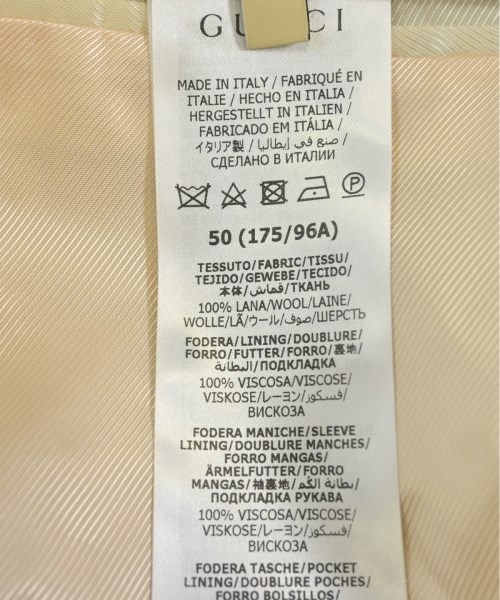 GUCCI
MADE IN ITALY / FABRIQUÉ EN
ITALIE / HECHO EN ITALIA /
HERGESTELLT IN ITALIEN /
FABRICADO EM ITÁLIA /
イタリア製 / صنع في إيطاليا /
СДЕЛАНО В ИТАЛИИ
P
50 (175/96A)
TESSUTO/FABRIC/TISSU/
TEJIDO/GEWEBE/TECIDO/
本体/قماش/ТКАНЬ
100% LANA/WOOL/LAINE/
WOLLE/LÃ/ウール/صوف/ШЕРСТЬ
FODERA/LINING/DOUBLURE/
FORRO/FUTTER/FORRO/裏地/
البطانة/ПОДКЛАДКА
100% VISCOSA/VISCOSE/
VISKOSE/レーヨン/فسكوز/
ВИСКОЗА
FODERA MANICHE/SLEEVE
LINING/DOUBLURE MANCHES/
FORRO MANGAS/
ÄRMELFUTTER/FORRO
MANGAS/袖裏地/بطانة الكُم/
ПОДКЛАДКА РУКАВА
100% VISCOSA/VISCOSE/
VISKOSE/レーヨン/فسكوز/
ВИСКОЗА
FODERA TASCHE/POCKET
LINING/DOUBLURE POCHES/
FORRO BOLSILLOS/